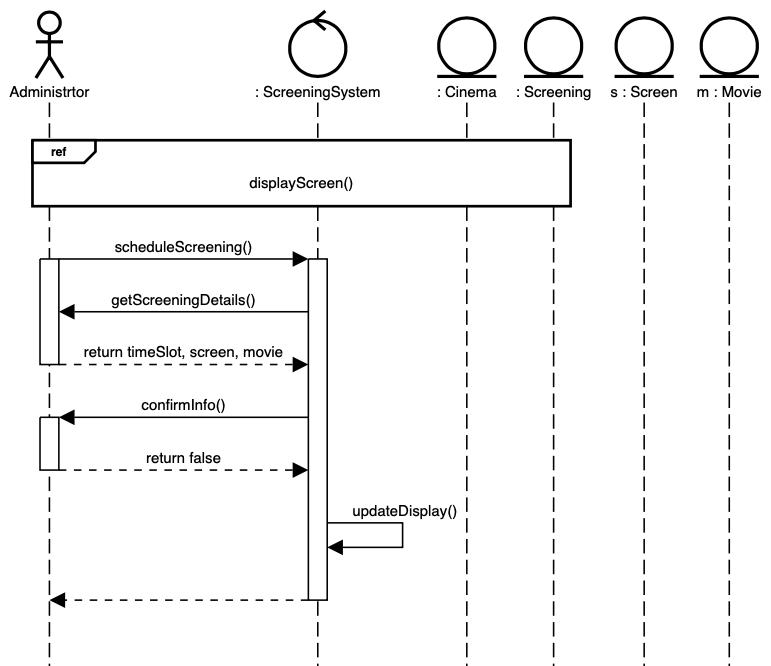 Administrtor
: ScreeningSystem
: Cinema
: Screening
s : Screen
m : Movie
ref
displayScreen()
scheduleScreening()
getScreeningDetails()
return timeSlot, screen, movie
confirmInfo()
return false
updateDisplay()